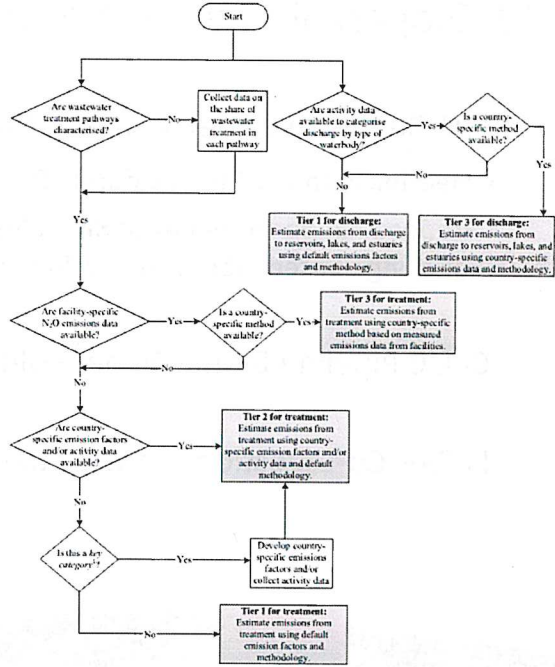 Start
Are wastewater
treatment pathways
characterised?
No
Collect data on
the share of
wastewater
treatment in
each pathway
Are activity data
available to categorise
discharge by type of
waterbody?
Yes
Is a country-
specific method
available?
No
No
Yes
Yes
Tier 1 for discharge:
Estimate emissions from discharge
to reservoirs, lakes, and estuaries
using default emissions factors
and methodology.
Tier 3 for discharge:
Estimate emissions from
discharge to reservoirs, lakes, and
estuaries using country-specific
emissions data and methodology.
Are facility-specific
N₂O emissions data
available?
Yes
Is a country-
specific method
available?
Yes
Tier 3 for treatment:
Estimate emissions from
treatment using country-specific
method based on measured
emissions data from facilities.
No
No
Are country-
specific emission factors
and/or activity data
available?
Yes
Tier 2 for treatment:
Estimate emissions from
treatment using country-
specific emission factors and/or
activity data and default
methodology.
No
Is this a key
category¹?
Yes
Develop country-
specific emissions
factors and/or
collect activity data
No
Tier 1 for treatment:
Estimate emissions from
treatment using default
emission factors and
methodology.